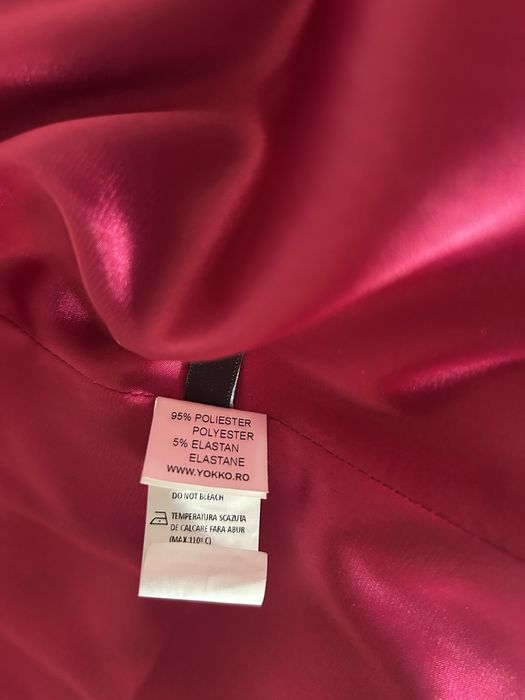 95% POLIESTER
POLYESTER
5% ELASTAN
ELASTANE
WWW.YOKKO.RO
DO NOT BLEACH
TEMPERATURA SCAZUTA
DE CALCARE FARA ABUR
(MAX.110º C)